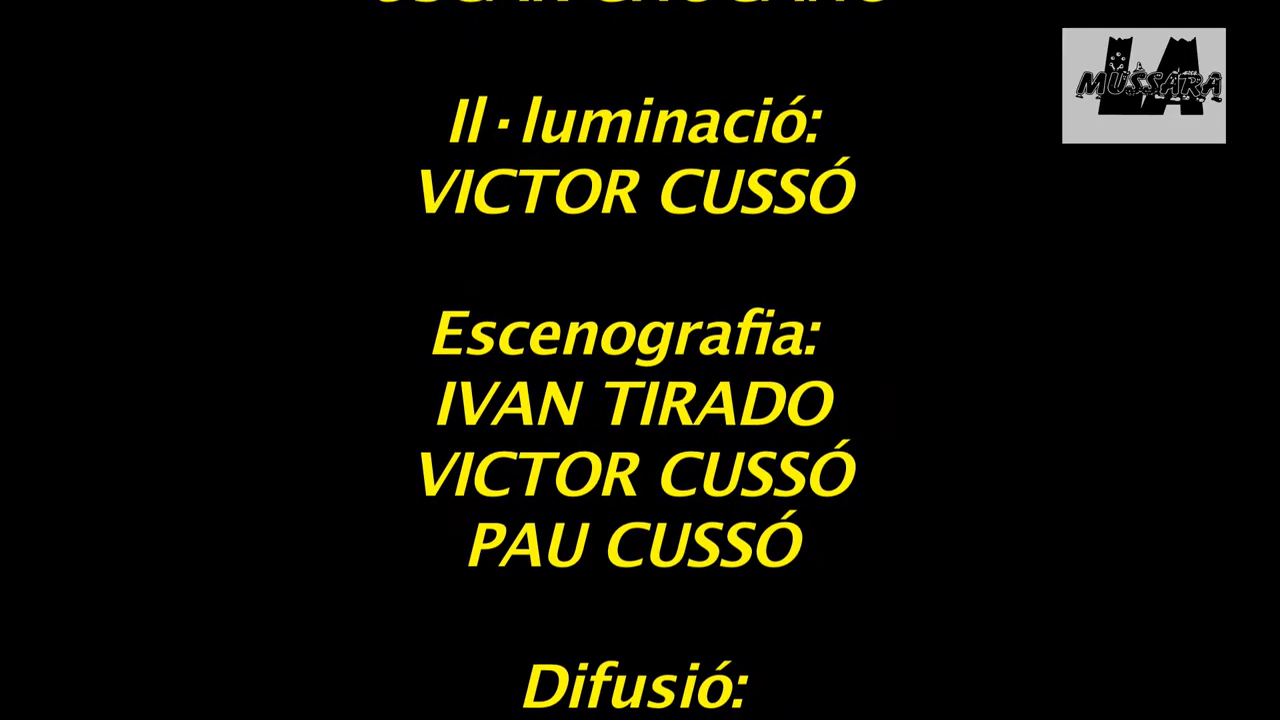 LA
MUSSARA
Il·luminació:
VICTOR CUSSÓ
Escenografia:
IVAN TIRADO
VICTOR CUSSÓ
PAU CUSSÓ
Difusió: